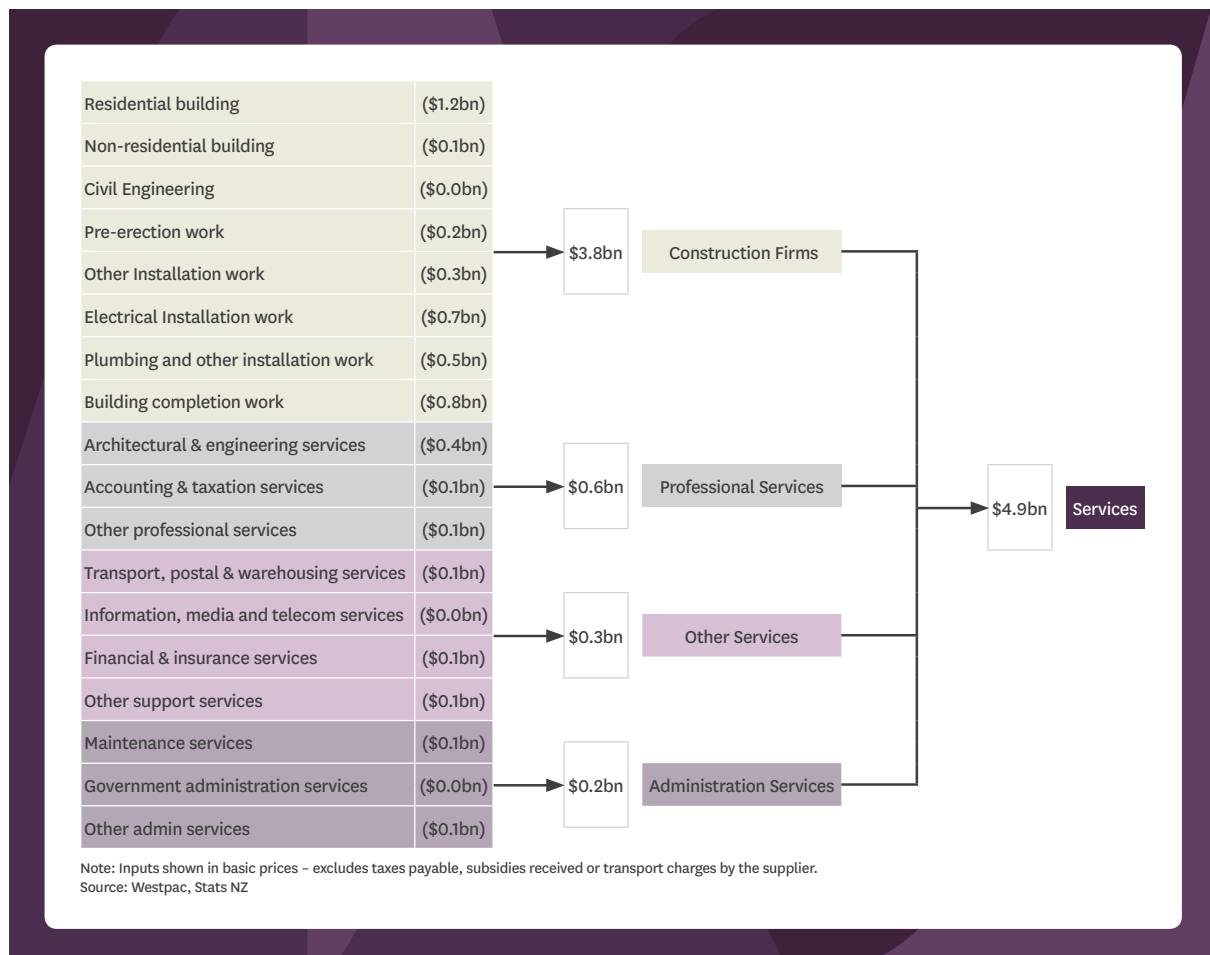 Residential building ($1.2bn)
Non-residential building ($0.1bn)
Civil Engineering ($0.0bn)
Pre-erection work ($0.2bn)
Other Installation work ($0.3bn)
Electrical Installation work ($0.7bn)
Plumbing and other installation work ($0.5bn)
Building completion work ($0.8bn)
$3.8bn Construction Firms
Architectural & engineering services ($0.4bn)
Accounting & taxation services ($0.1bn)
Other professional services ($0.1bn)
$0.6bn Professional Services
Transport, postal & warehousing services ($0.1bn)
Information, media and telecom services ($0.0bn)
Financial & insurance services ($0.1bn)
Other support services ($0.1bn)
$0.3bn Other Services
Maintenance services ($0.1bn)
Government administration services ($0.0bn)
Other admin services ($0.1bn)
$0.2bn Administration Services
$4.9bn Services
Note: Inputs shown in basic prices – excludes taxes payable, subsidies received or transport charges by the supplier.
Source: Westpac, Stats NZ